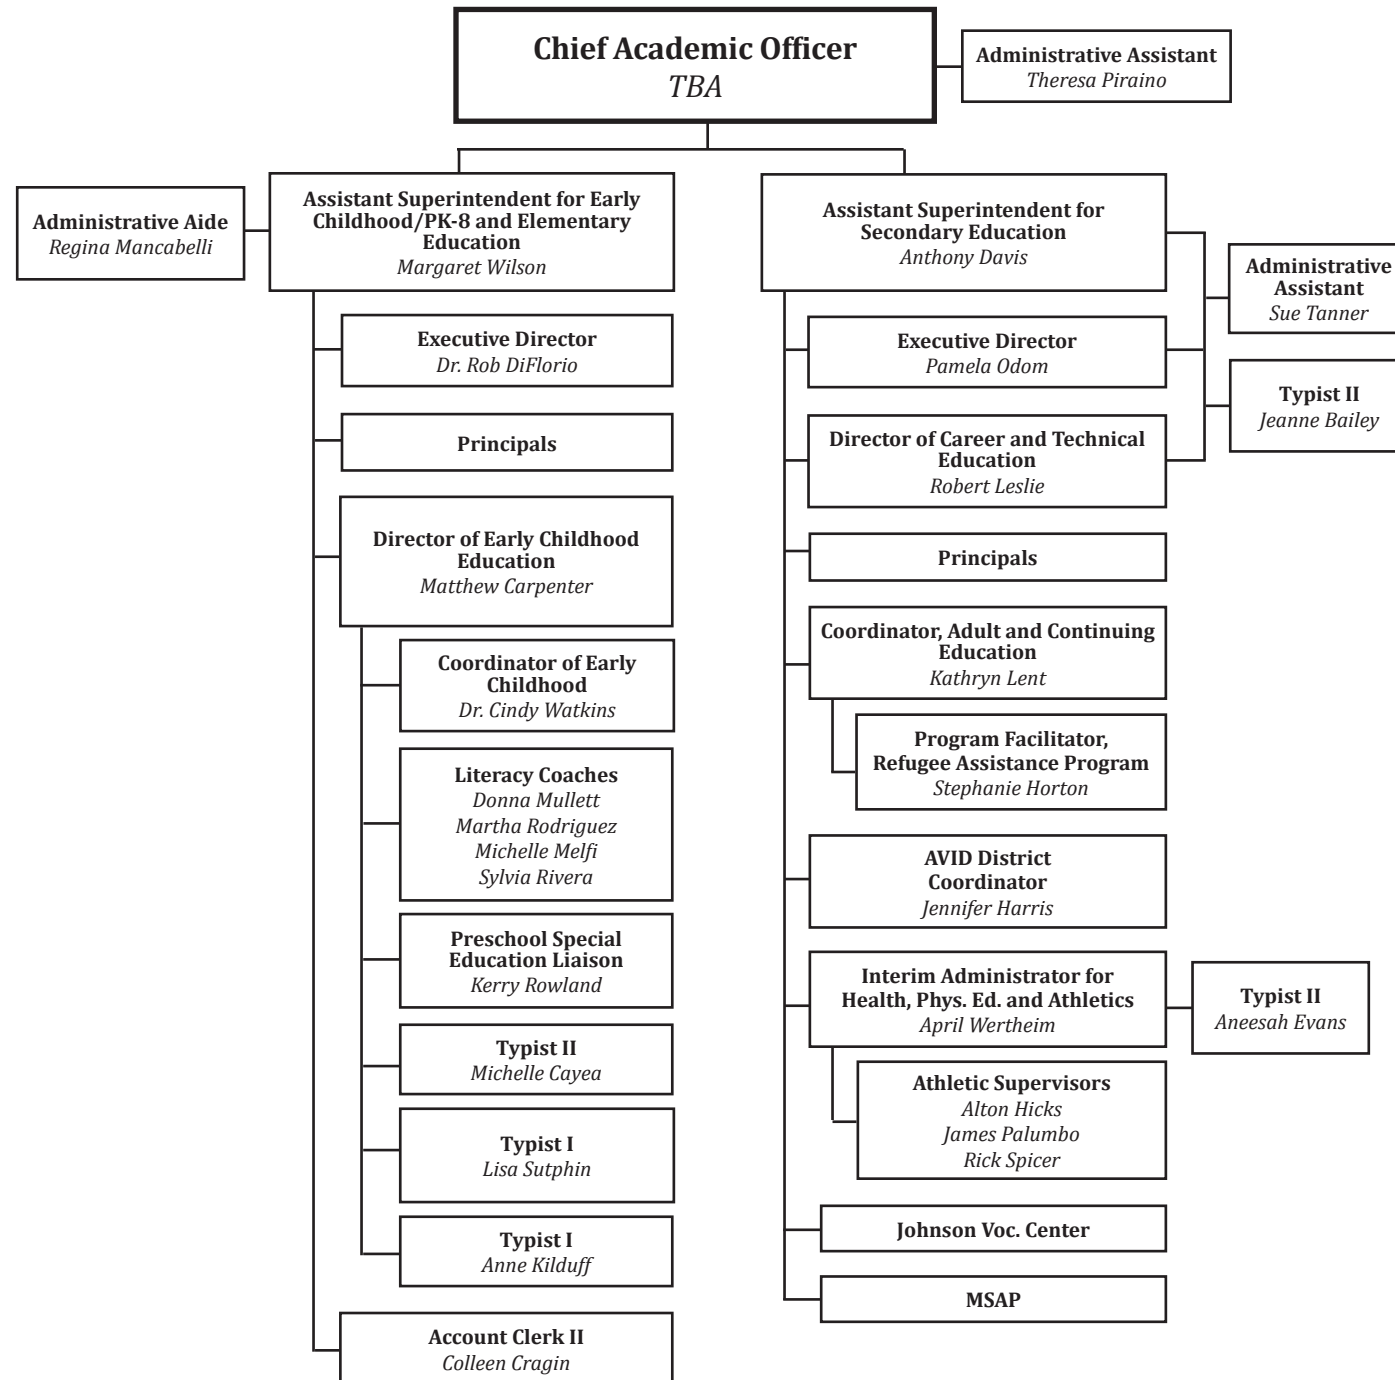 Chief Academic Officer
TBA
Administrative Assistant
Theresa Piraino
Administrative Aide
Regina Mancabelli
Assistant Superintendent for Early
Childhood/PK-8 and Elementary
Education
Margaret Wilson
Executive Director
Dr. Rob DiFlorio
Principals
Director of Early Childhood
Education
Matthew Carpenter
Coordinator of Early
Childhood
Dr. Cindy Watkins
Literacy Coaches
Donna Mullett
Martha Rodriguez
Michelle Melfi
Sylvia Rivera
Preschool Special
Education Liaison
Kerry Rowland
Typist II
Michelle Cayea
Typist I
Lisa Sutphin
Typist I
Anne Kilduff
Account Clerk II
Colleen Cragin
Assistant Superintendent for
Secondary Education
Anthony Davis
Administrative
Assistant
Sue Tanner
Typist II
Jeanne Bailey
Executive Director
Pamela Odom
Director of Career and Technical
Education
Robert Leslie
Principals
Coordinator, Adult and Continuing
Education
Kathryn Lent
Program Facilitator,
Refugee Assistance Program
Stephanie Horton
AVID District
Coordinator
Jennifer Harris
Interim Administrator for
Health, Phys. Ed. and Athletics
April Wertheim
Typist II
Aneesah Evans
Athletic Supervisors
Alton Hicks
James Palumbo
Rick Spicer
Johnson Voc. Center
MSAP